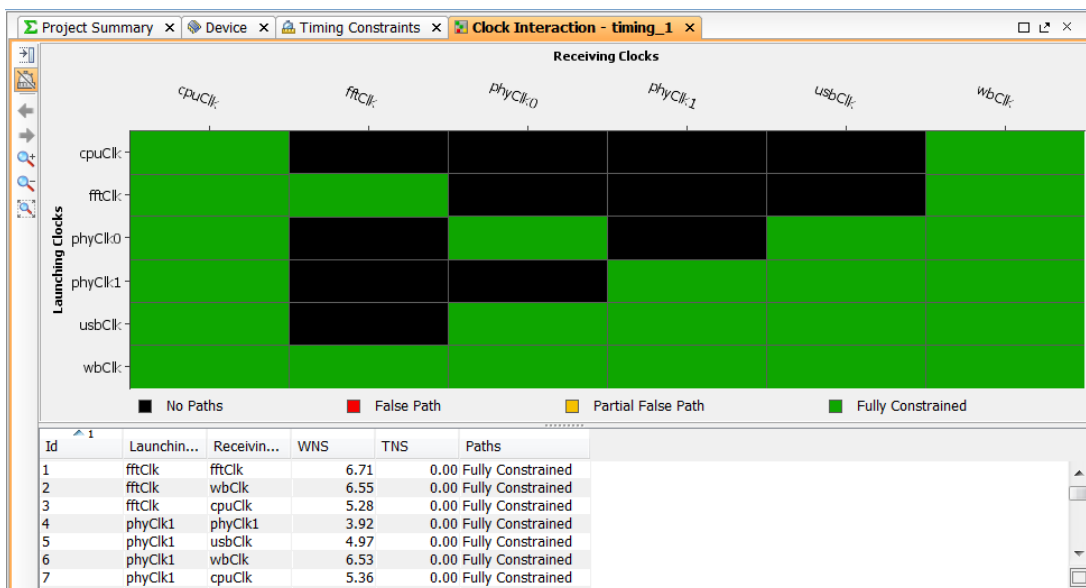 Project Summary Device Timing Constraints Clock Interaction - timing_1
Receiving Clocks
cpuClk fftClk phyClk0 phyClk1 usbClk wbClk
Launching Clocks
cpuClk
fftClk
phyClk0
phyClk1
usbClk
wbClk
No Paths False Path Partial False Path Fully Constrained
Id 1 Launchin... Receivin... WNS TNS Paths
1 fftClk fftClk 6.71 0.00 Fully Constrained
2 fftClk wbClk 6.55 0.00 Fully Constrained
3 fftClk cpuClk 5.28 0.00 Fully Constrained
4 phyClk1 phyClk1 3.92 0.00 Fully Constrained
5 phyClk1 usbClk 4.97 0.00 Fully Constrained
6 phyClk1 wbClk 6.53 0.00 Fully Constrained
7 phyClk1 cpuClk 5.36 0.00 Fully Constrained